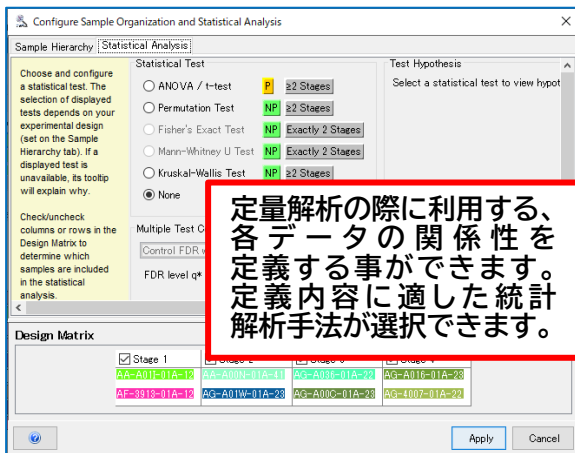 Configure Sample Organization and Statistical Analysis
Sample Hierarchy Statistical Analysis
Choose and configure
a statistical test. The
selection of displayed
tests depends on your
experimental design
(set on the Sample
Hierarchy tab). If a
displayed test is
unavailable, its tooltip
will explain why.
Check/uncheck
columns or rows in the
Design Matrix to
determine which
samples are included
in the statistical
analysis.
Statistical Test
ANOVA / t-test P ≥2 Stages
Permutation Test NP ≥2 Stages
Fisher's Exact Test NP Exactly 2 Stages
Mann-Whitney U Test NP Exactly 2 Stages
Kruskal-Wallis Test NP ≥2 Stages
None
Test Hypothesis
Select a statistical test to view hypot
Multiple Test C
Control FDR
FDR level q*
定量解析の際に利用する、
各データの関係性を
定義する事ができます。
定義内容に適した統計
解析手法が選択できます。
Design Matrix
Stage 1
AA-A01I-01A-12 AA-A00N-01A-41 AG-A036-01A-22 AG-A016-01A-23
AF-3913-01A-12 AG-A01W-01A-23 AG-A00C-01A-23 AG-4007-01A-22
Apply Cancel